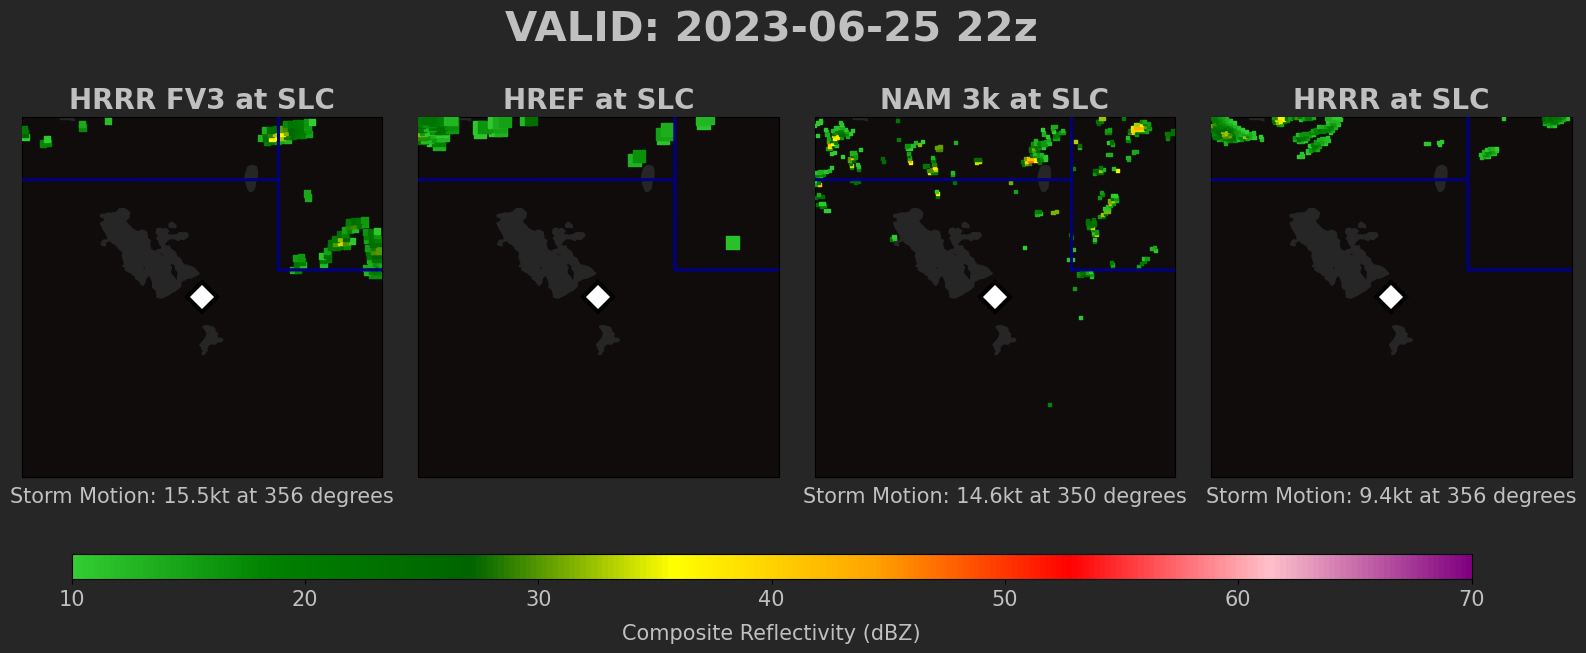 VALID: 2023-06-25 22z
HRRR FV3 at SLC
HREF at SLC
NAM 3k at SLC
HRRR at SLC
Storm Motion: 15.5kt at 356 degrees
Storm Motion: 14.6kt at 350 degrees
Storm Motion: 9.4kt at 356 degrees
10 20 30 40 50 60 70
Composite Reflectivity (dBZ)